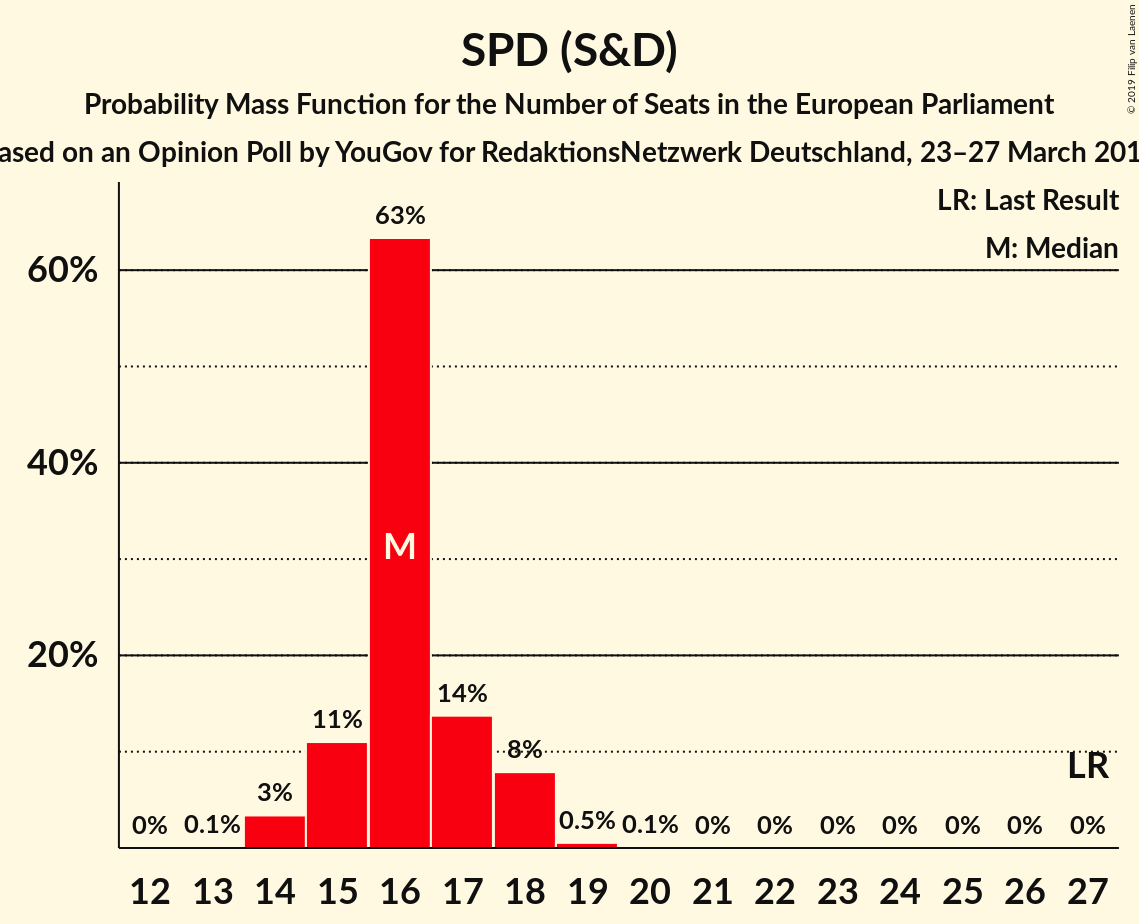 SPD (S&D)
Probability Mass Function for the Number of Seats in the European Parliament
ased on an Opinion Poll by YouGov for RedaktionsNetzwerk Deutschland, 23–27 March 201
© 2019 Filip van Laenen
LR: Last Result
M: Median
60%
40%
20%
0% 0.1% 3% 11% 63% 14% 8% 0.5% 0.1% 0% 0% 0% 0% 0% 0% 0%
M
LR
12 13 14 15 16 17 18 19 20 21 22 23 24 25 26 27